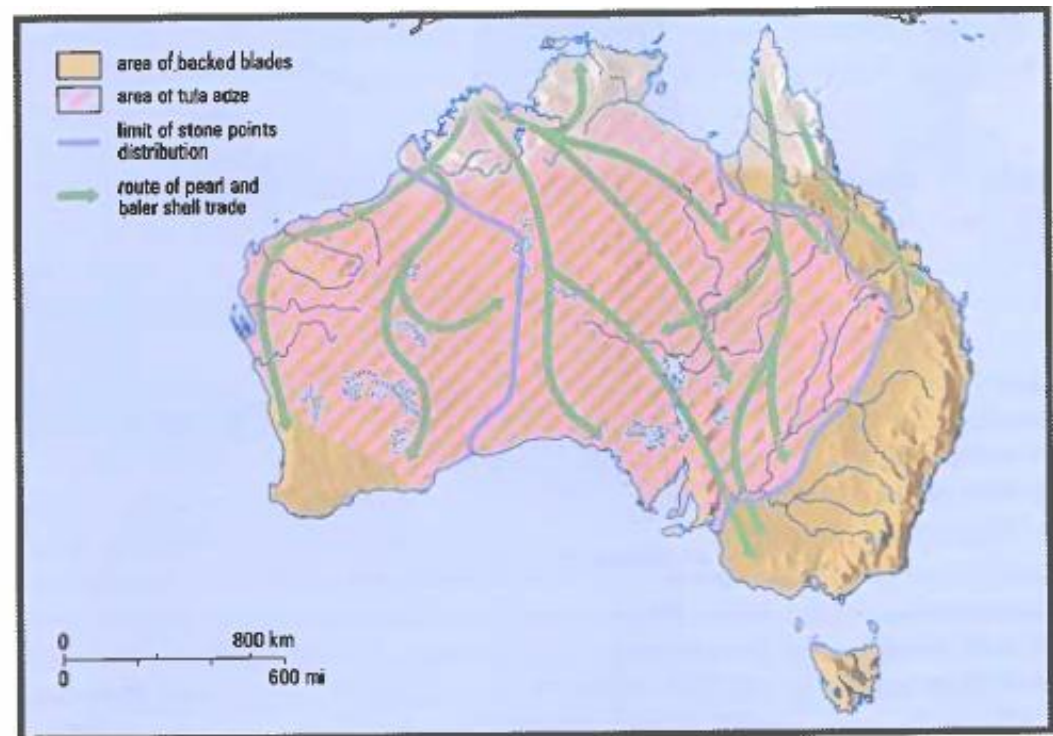 area of backed blades
area of tula adze
limit of stone points
distribution
route of pearl and
baler shell trade
0 800 km
0 600 mi